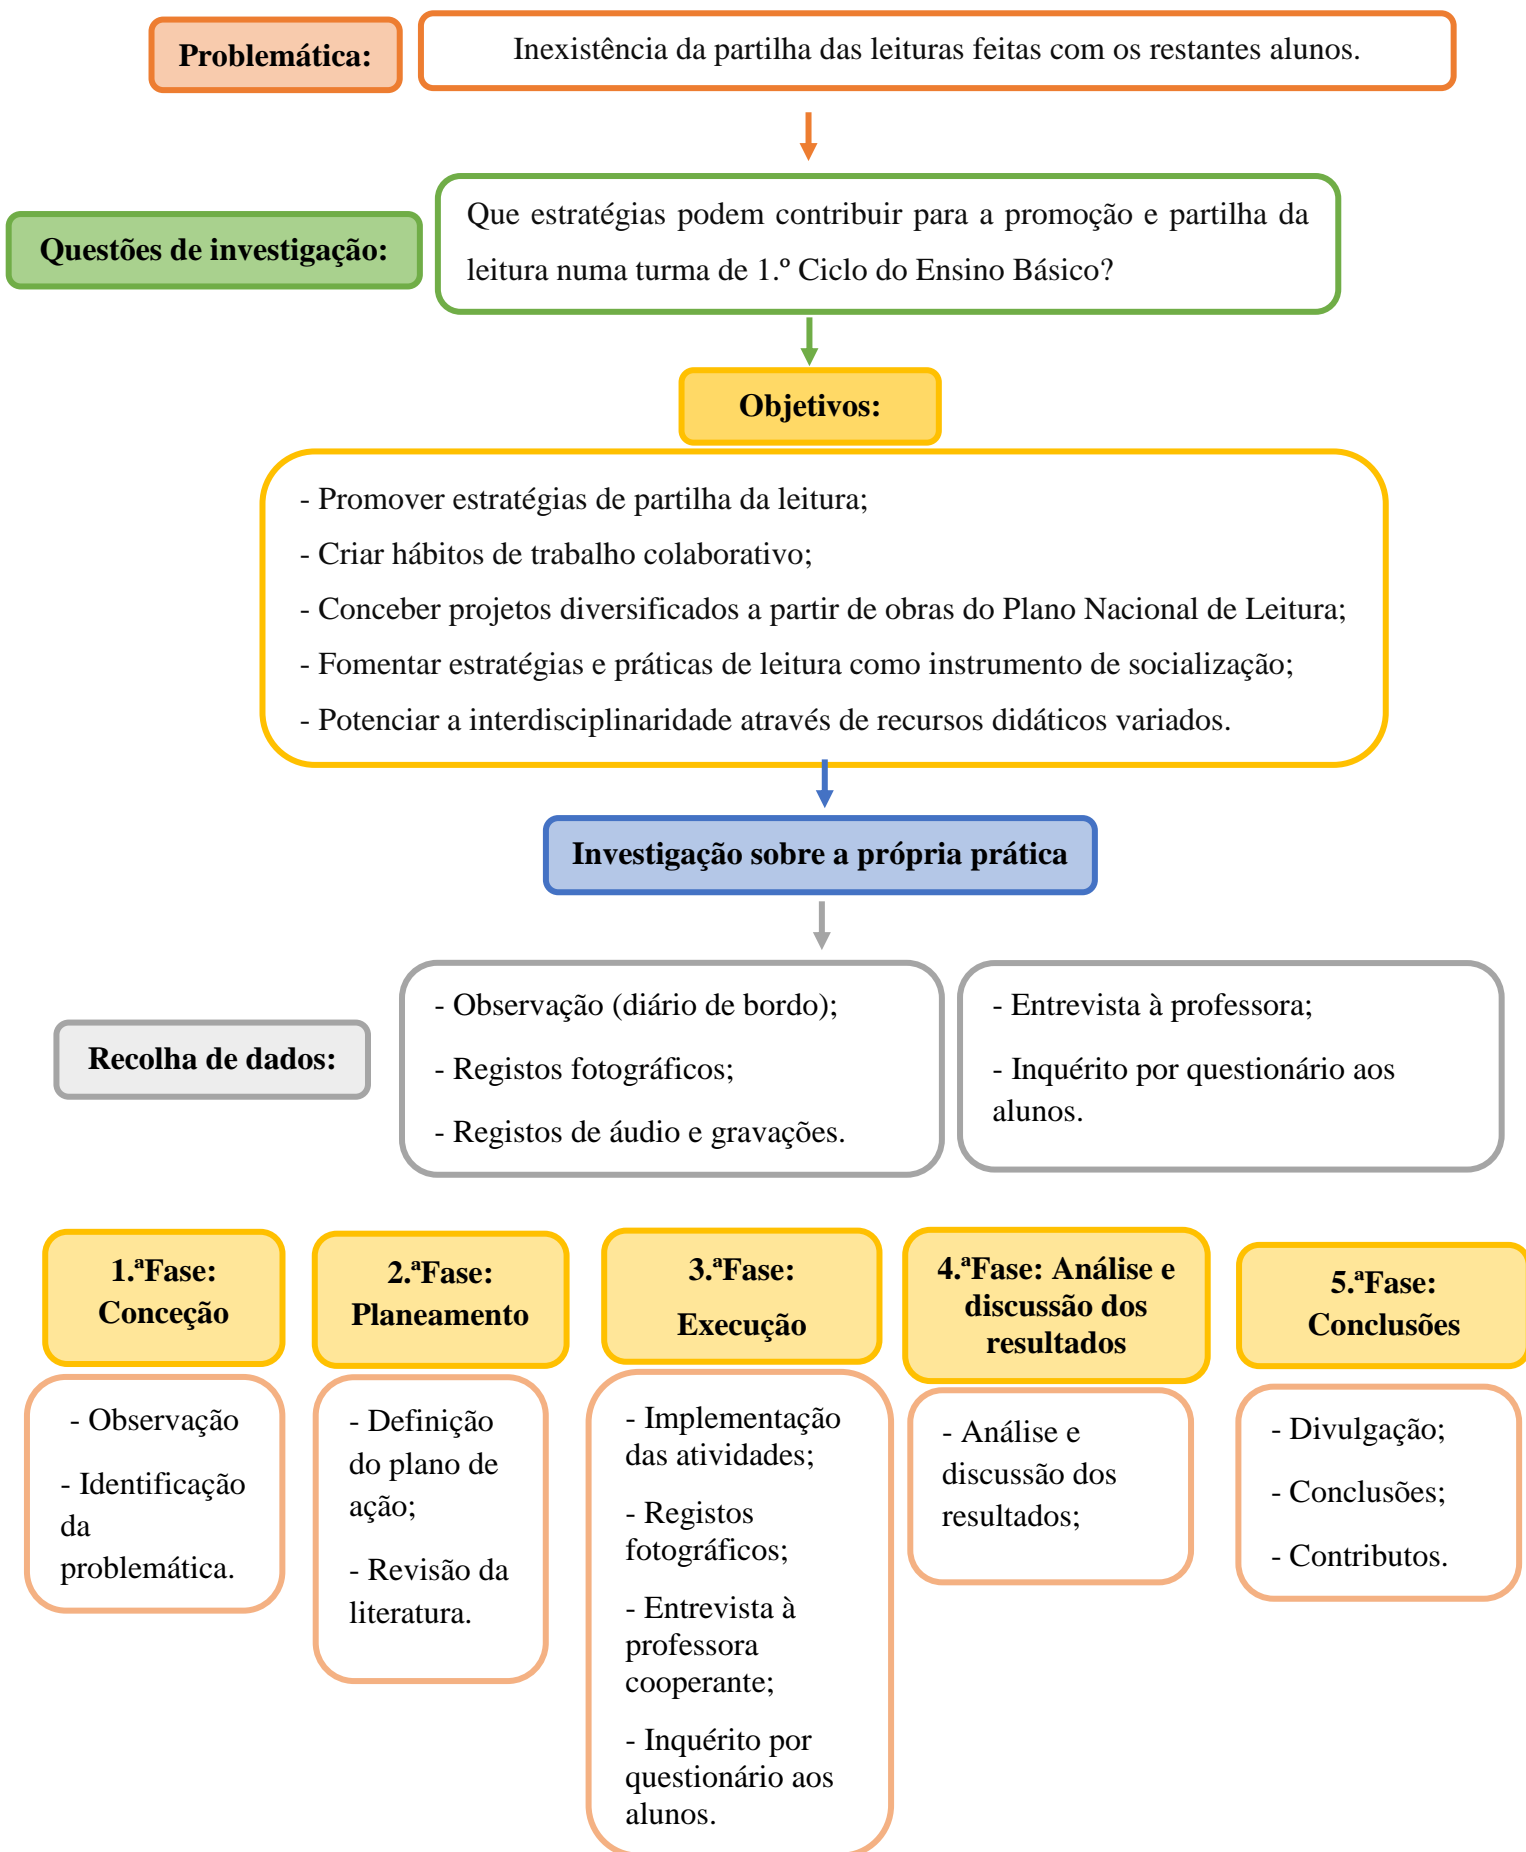 Problemática:
Inexistência da partilha das leituras feitas com os restantes alunos.
Questões de investigação:
Que estratégias podem contribuir para a promoção e partilha da
leitura numa turma de 1.º Ciclo do Ensino Básico?
Objetivos:
- Promover estratégias de partilha da leitura;
- Criar hábitos de trabalho colaborativo;
- Conceber projetos diversificados a partir de obras do Plano Nacional de Leitura;
- Fomentar estratégias e práticas de leitura como instrumento de socialização;
- Potenciar a interdisciplinaridade através de recursos didáticos variados.
Investigação sobre a própria prática
Recolha de dados:
- Observação (diário de bordo);
- Registos fotográficos;
- Registos de áudio e gravações.
- Entrevista à professora;
- Inquérito por questionário aos
alunos.
1.ªFase:
Conceção
- Observação
- Identificação
da
problemática.
2.ªFase:
Planeamento
- Definição
do plano de
ação;
- Revisão da
literatura.
3.ªFase:
Execução
- Implementação
das atividades;
- Registos
fotográficos;
- Entrevista à
professora
cooperante;
- Inquérito por
questionário aos
alunos.
4.ªFase: Análise e
discussão dos
resultados
- Análise e
discussão dos
resultados;
5.ªFase:
Conclusões
- Divulgação;
- Conclusões;
- Contributos.